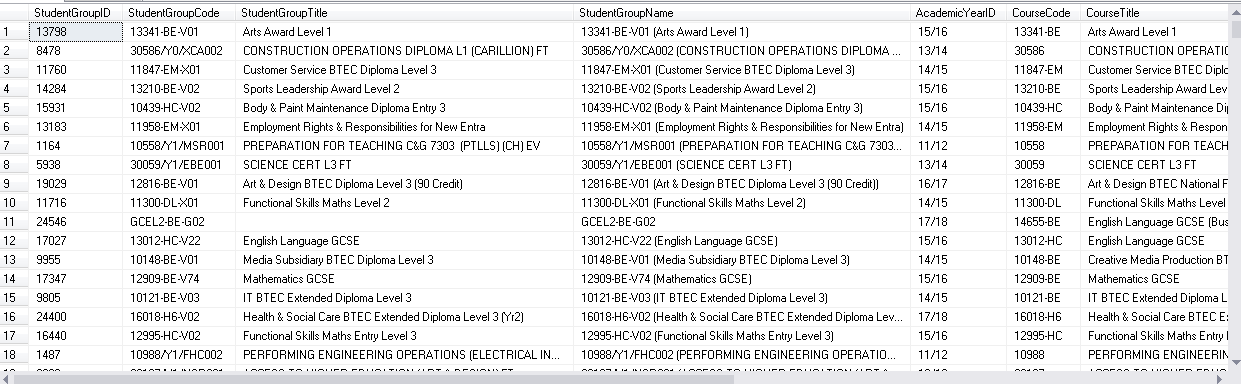 StudentGroupID StudentGroupCode StudentGroupTitle StudentGroupName AcademicYearID CourseCode CourseTitle
1 13798 13341-BE-V01 Arts Award Level 1 13341-BE-V01 (Arts Award Level 1) 15/16 13341-BE Arts Award Level 1
2 8478 30586/Y0/XCA002 CONSTRUCTION OPERATIONS DIPLOMA L1 (CARILLION) FT 30586/Y0/XCA002 (CONSTRUCTION OPERATIONS DIPLOMA ... 13/14 30586 CONSTRUCTION OPERATIO
3 11760 11847-EM-X01 Customer Service BTEC Diploma Level 3 11847-EM-X01 (Customer Service BTEC Diploma Level 3) 14/15 11847-EM Customer Service BTEC Diplo
4 14284 13210-BE-V02 Sports Leadership Award Level 2 13210-BE-V02 (Sports Leadership Award Level 2) 15/16 13210-BE Sports Leadership Award Lev
5 15931 10439-HC-V02 Body & Paint Maintenance Diploma Entry 3 10439-HC-V02 (Body & Paint Maintenance Diploma Entry 3) 15/16 10439-HC Body & Paint Maintenance Di
6 13183 11958-EM-X01 Employment Rights & Responsibilities for New Entra 11958-EM-X01 (Employment Rights & Responsibilities for New Entra) 14/15 11958-EM Employment Rights & Respon
7 1164 10558/Y1/MSR001 PREPARATION FOR TEACHING C&G 7303 (PTLLS) (CH) EV 10558/Y1/MSR001 (PREPARATION FOR TEACHING C&G 7303... 11/12 10558 PREPARATION FOR TEACH
8 5938 30059/Y1/EBE001 SCIENCE CERT L3 FT 30059/Y1/EBE001 (SCIENCE CERT L3 FT) 13/14 30059 SCIENCE CERT L3 FT
9 19029 12816-BE-V01 Art & Design BTEC Diploma Level 3 (90 Credit) 12816-BE-V01 (Art & Design BTEC Diploma Level 3 (90 Credit)) 16/17 12816-BE Art & Design BTEC National F
10 11716 11300-DL-X01 Functional Skills Maths Level 2 11300-DL-X01 (Functional Skills Maths Level 2) 14/15 11300-DL Functional Skills Maths Level
11 24546 GCEL2-BE-G02 GCEL2-BE-G02 17/18 14655-BE English Language GCSE (Bus
12 17027 13012-HC-V22 English Language GCSE 13012-HC-V22 (English Language GCSE) 15/16 13012-HC English Language GCSE
13 9955 10148-BE-V01 Media Subsidiary BTEC Diploma Level 3 10148-BE-V01 (Media Subsidiary BTEC Diploma Level 3) 14/15 10148-BE Creative Media Production BT
14 17347 12909-BE-V74 Mathematics GCSE 12909-BE-V74 (Mathematics GCSE) 15/16 12909-BE Mathematics GCSE
15 9805 10121-BE-V03 IT BTEC Extended Diploma Level 3 10121-BE-V03 (IT BTEC Extended Diploma Level 3) 14/15 10121-BE IT BTEC Extended Diploma L
16 24400 16018-H6-V02 Health & Social Care BTEC Extended Diploma Level 3 (Yr2) 16018-H6-V02 (Health & Social Care BTEC Extended Diploma Leve... 17/18 16018-H6 Health & Social Care BTEC E
17 16440 12995-HC-V02 Functional Skills Maths Entry Level 3 12995-HC-V02 (Functional Skills Maths Entry Level 3) 15/16 12995-HC Functional Skills Maths Entry
18 1487 10988/Y1/FHC002 PERFORMING ENGINEERING OPERATIONS (ELECTRICAL IN... 10988/Y1/FHC002 (PERFORMING ENGINEERING OPERATIO... 11/12 10988 PERFORMING ENGINEERIN